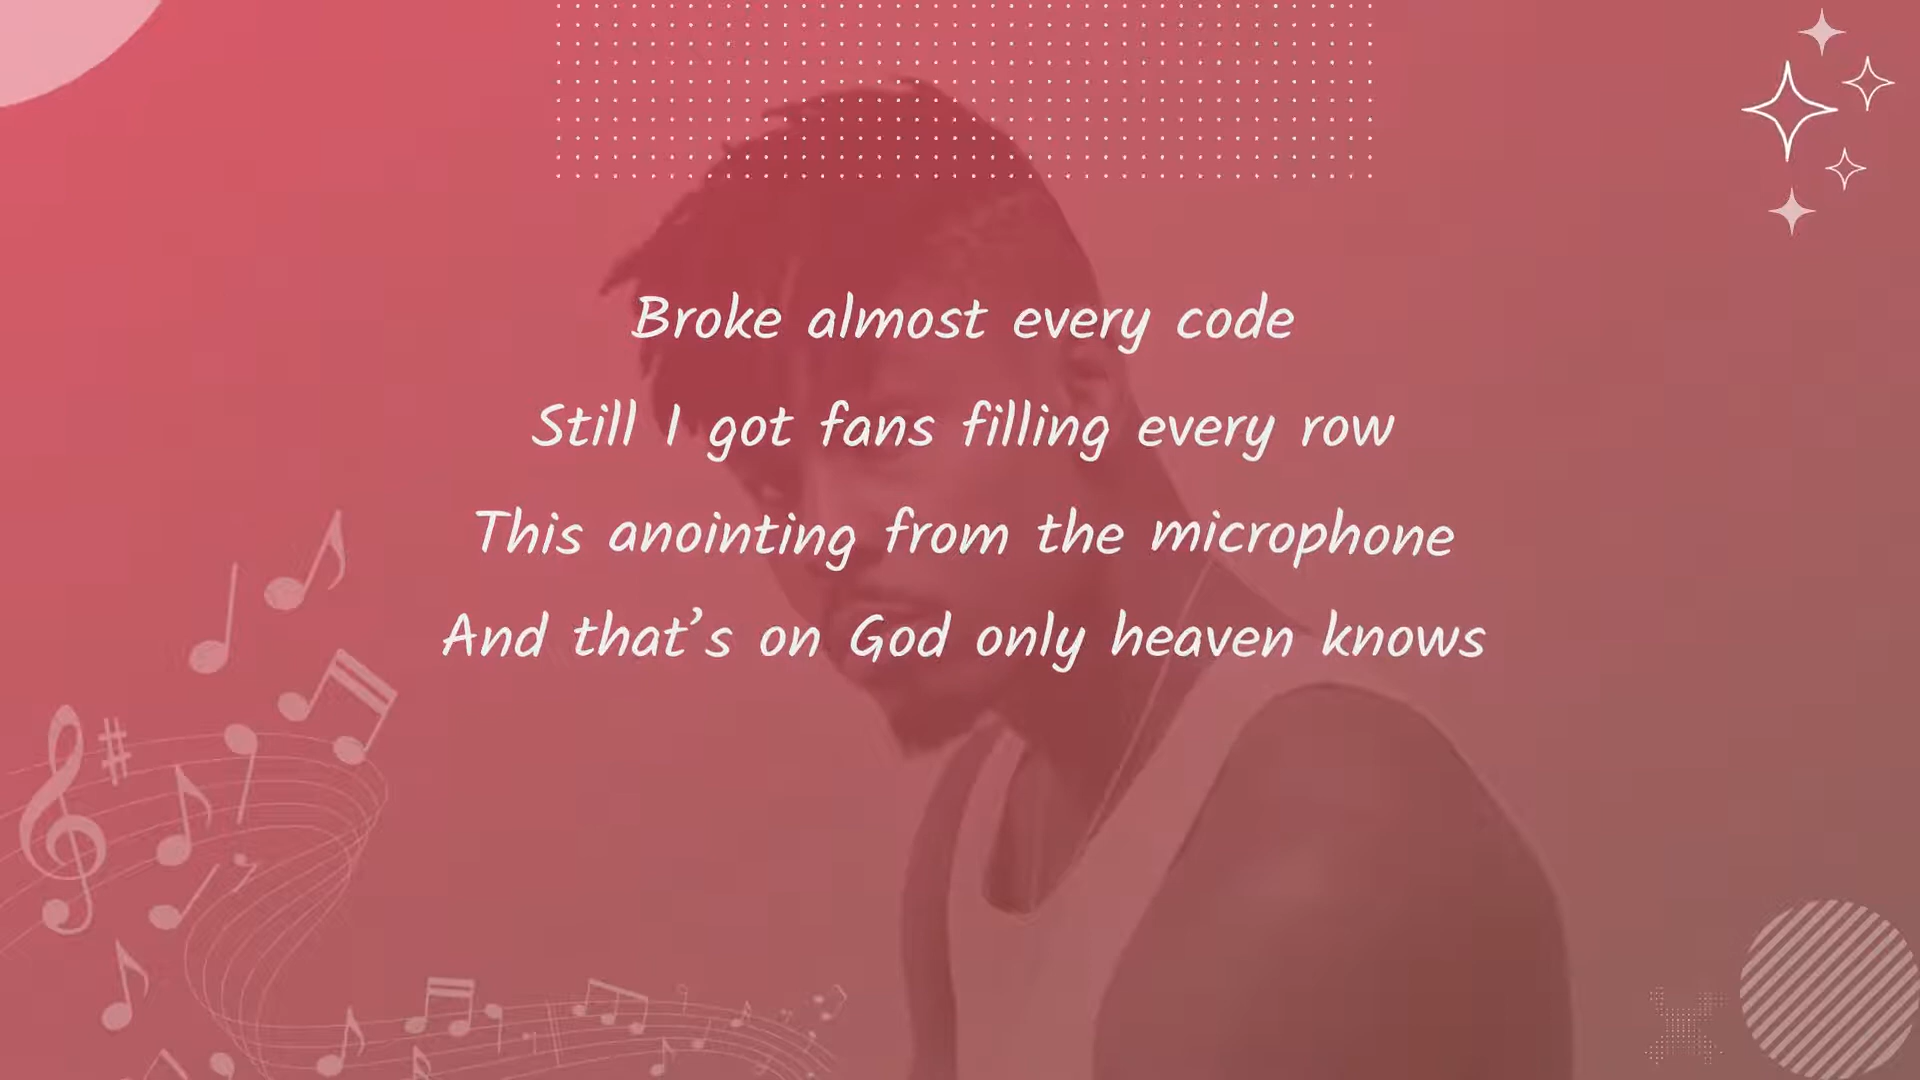 Broke almost every code
Still I got fans filling every row
This anointing from the microphone
And that’s on God only heaven knows